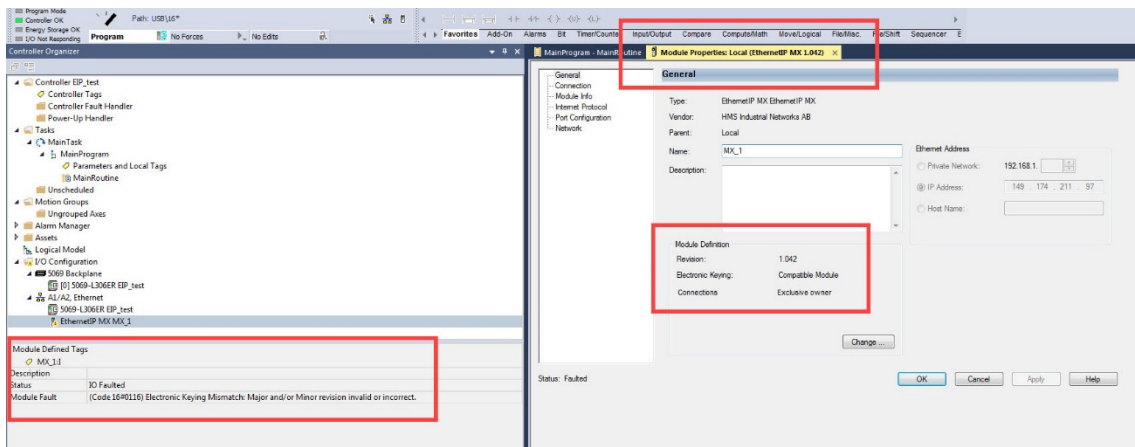 Program Mode
Controller OK
Energy Storage OK
I/O Not Responding
Path: USB\16*
Program
No Forces
No Edits
Favorites Add-On Alarms Bit Timer/Counter Input/Output Compare Compute/Math Move/Logical File/Misc. File/Shift Sequencer
Controller Organizer
Controller EIP_test
Controller Tags
Controller Fault Handler
Power-Up Handler
Tasks
MainTask
MainProgram
Parameters and Local Tags
MainRoutine
Unscheduled
Motion Groups
Ungrouped Axes
Alarm Manager
Assets
Logical Model
I/O Configuration
5069 Backplane
[0] 5069-L306ER EIP_test
A1/A2, Ethernet
5069-L306ER EIP_test
EthernetIP MX MX_1
Module Defined Tags
MX_1:I
Description
Status IO Faulted
Module Fault (Code 16#0116) Electronic Keying Mismatch: Major and/or Minor revision invalid or incorrect.
MainProgram - MainRoutine
Module Properties: Local (EthernetIP MX 1.042)
General
Connection
Module Info
Internet Protocol
Port Configuration
Network
General
Type: EthernetIP MX EthernetIP MX
Vendor: HMS Industrial Networks AB
Parent: Local
Name: MX_1
Description:
Ethernet Address
Private Network: 192.168.1.
IP Address: 149 . 174 . 211 . 97
Host Name:
Module Definition
Revision: 1.042
Electronic Keying: Compatible Module
Connections Exclusive owner
Change ...
Status: Faulted
OK Cancel Apply Help